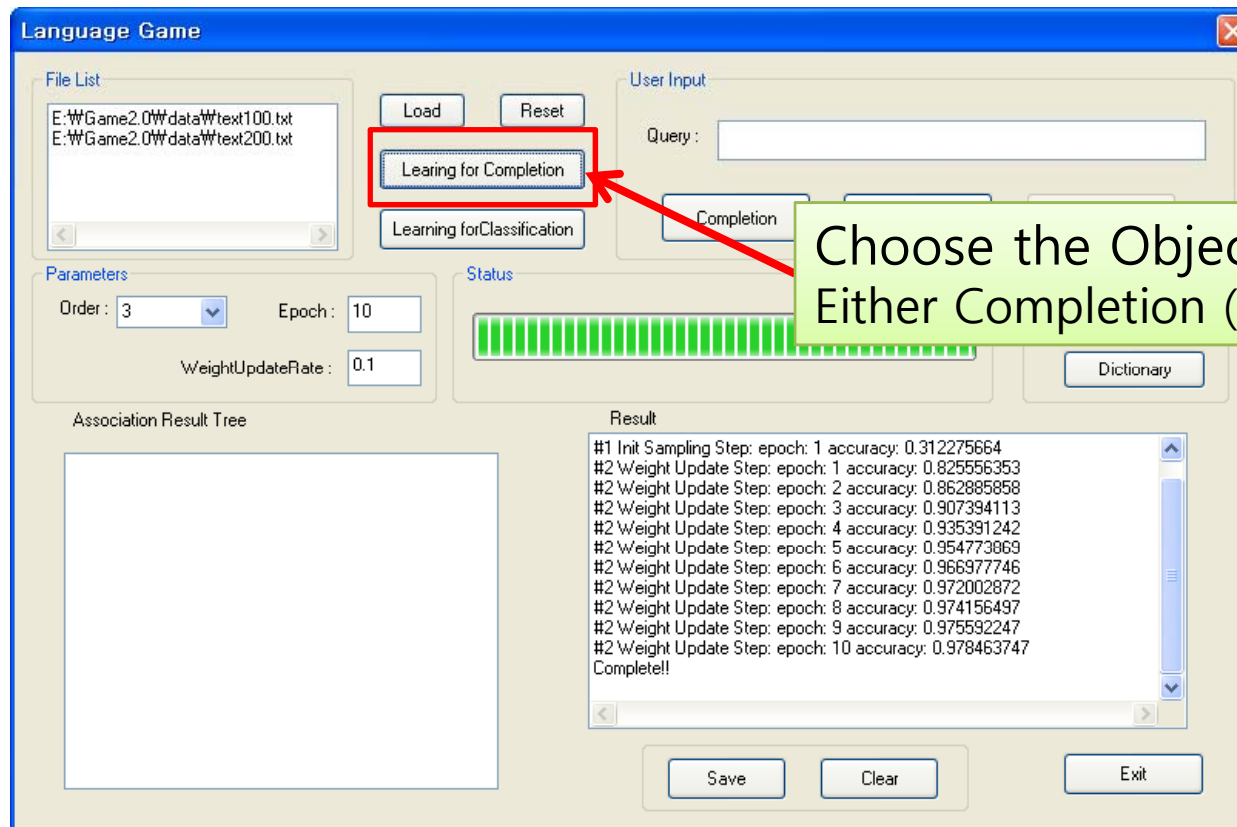 Language Game
File List
E:₩Game2.0₩data₩text100.txt
E:₩Game2.0₩data₩text200.txt
Load
Reset
Learing for Completion
Learning forClassification
User Input
Query :
Completion
Choose the Objec
Either Completion (
Parameters
Order : 3
Epoch : 10
WeightUpdateRate : 0.1
Status
Dictionary
Association Result Tree
Result
#1 Init Sampling Step: epoch: 1 accuracy: 0.312275664
#2 Weight Update Step: epoch: 1 accuracy: 0.825556353
#2 Weight Update Step: epoch: 2 accuracy: 0.862885858
#2 Weight Update Step: epoch: 3 accuracy: 0.907394113
#2 Weight Update Step: epoch: 4 accuracy: 0.935391242
#2 Weight Update Step: epoch: 5 accuracy: 0.954773869
#2 Weight Update Step: epoch: 6 accuracy: 0.966977746
#2 Weight Update Step: epoch: 7 accuracy: 0.972002872
#2 Weight Update Step: epoch: 8 accuracy: 0.974156497
#2 Weight Update Step: epoch: 9 accuracy: 0.975592247
#2 Weight Update Step: epoch: 10 accuracy: 0.978463747
Complete!!
Save
Clear
Exit